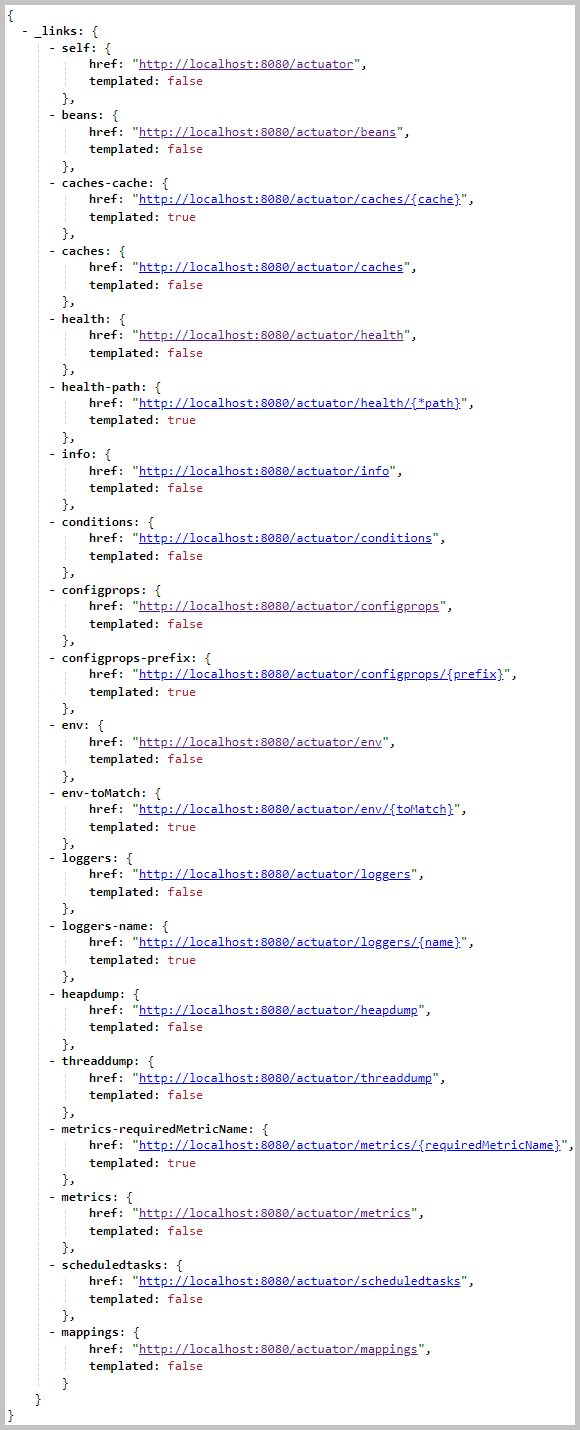 {
- _links: {
- self: {
href: "http://localhost:8080/actuator",
templated: false
},
- beans: {
href: "http://localhost:8080/actuator/beans",
templated: false
},
- caches-cache: {
href: "http://localhost:8080/actuator/caches/{cache}",
templated: true
},
- caches: {
href: "http://localhost:8080/actuator/caches",
templated: false
},
- health: {
href: "http://localhost:8080/actuator/health",
templated: false
},
- health-path: {
href: "http://localhost:8080/actuator/health/{*path}",
templated: true
},
- info: {
href: "http://localhost:8080/actuator/info",
templated: false
},
- conditions: {
href: "http://localhost:8080/actuator/conditions",
templated: false
},
- configprops: {
href: "http://localhost:8080/actuator/configprops",
templated: false
},
- configprops-prefix: {
href: "http://localhost:8080/actuator/configprops/{prefix}",
templated: true
},
- env: {
href: "http://localhost:8080/actuator/env",
templated: false
},
- env-toMatch: {
href: "http://localhost:8080/actuator/env/{toMatch}",
templated: true
},
- loggers: {
href: "http://localhost:8080/actuator/loggers",
templated: false
},
- loggers-name: {
href: "http://localhost:8080/actuator/loggers/{name}",
templated: true
},
- heapdump: {
href: "http://localhost:8080/actuator/heapdump",
templated: false
},
- threaddump: {
href: "http://localhost:8080/actuator/threaddump",
templated: false
},
- metrics-requiredMetricName: {
href: "http://localhost:8080/actuator/metrics/{requiredMetricName}",
templated: true
},
- metrics: {
href: "http://localhost:8080/actuator/metrics",
templated: false
},
- scheduledtasks: {
href: "http://localhost:8080/actuator/scheduledtasks",
templated: false
},
- mappings: {
href: "http://localhost:8080/actuator/mappings",
templated: false
}
}
}